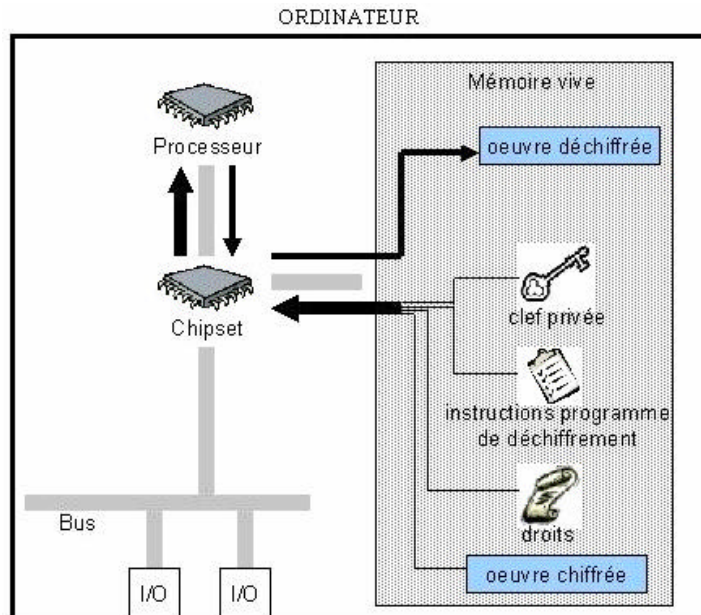 ORDINATEUR
Mémoire vive
oeuvre déchiffrée
Processeur
clef privée
Chipset
instructions programme
de déchiffrement
droits
Bus
oeuvre chiffrée
I/O
I/O